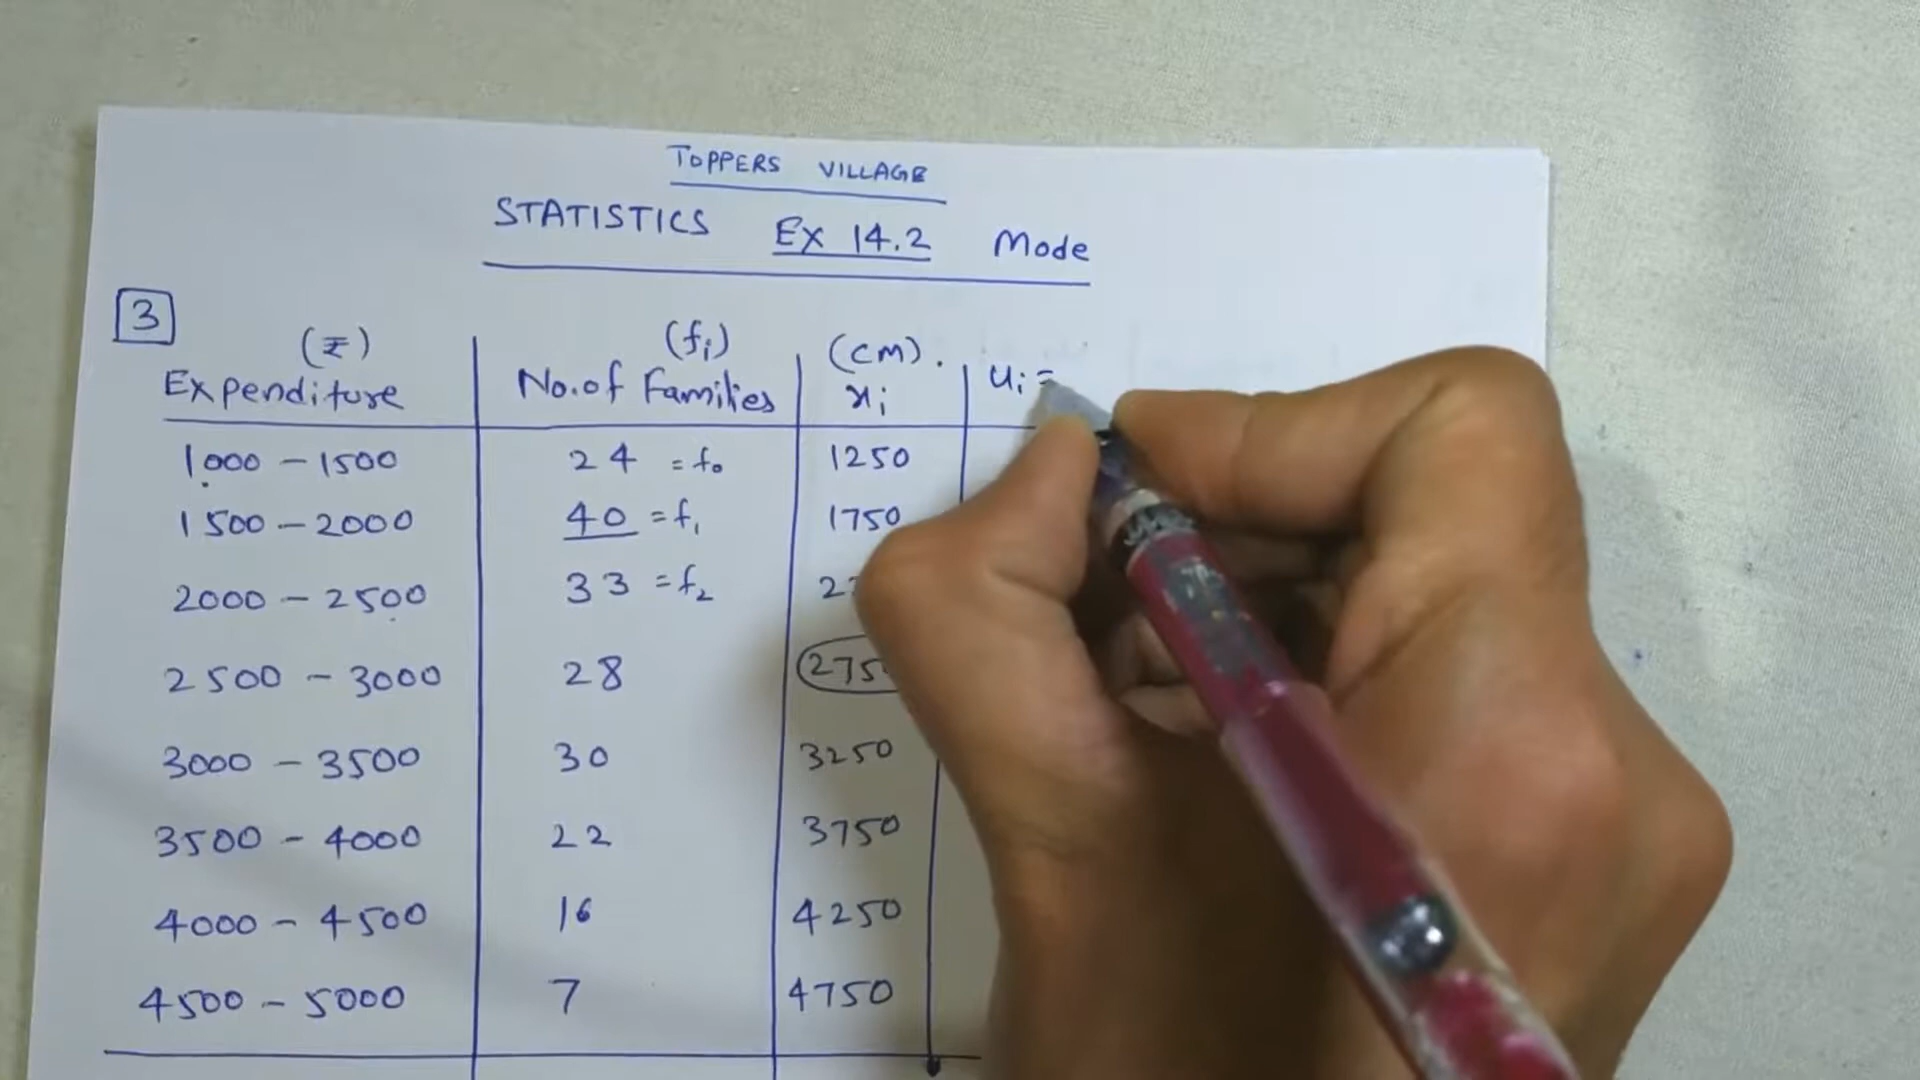 TOPPERS VILLAGE
STATISTICS Ex 14.2 Mode
3
(₹) (fi) (cm).
Expenditure No.of Families xi ui =
1000 - 1500 24 = f₀ 1250
1500 - 2000 40 = f₁ 1750
2000 - 2500 33 = f₂
2500 - 3000 28
3000 - 3500 30 3250
3500 - 4000 22 3750
4000 - 4500 16 4250
4500 - 5000 7 4750